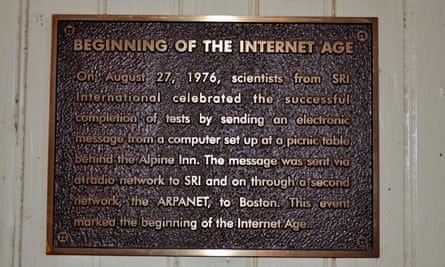 BEGINNING OF THE INTERNET AGE
On August 27, 1976, scientists from SRI
International celebrated the successful
completion of tests by sending an electronic
message from a computer set up at a picnic table
behind the Alpine Inn. The message was sent via
a radio network to SRI and on through a second
network, the ARPANET, to Boston. This event
marked the beginning of the Internet Age.